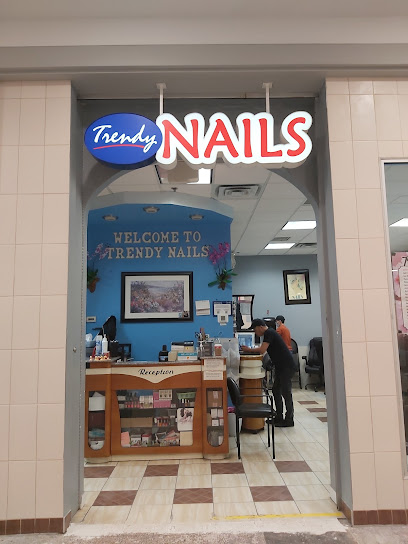 Trendy NAILS
WELCOME TO
TRENDY NAILS
Reception